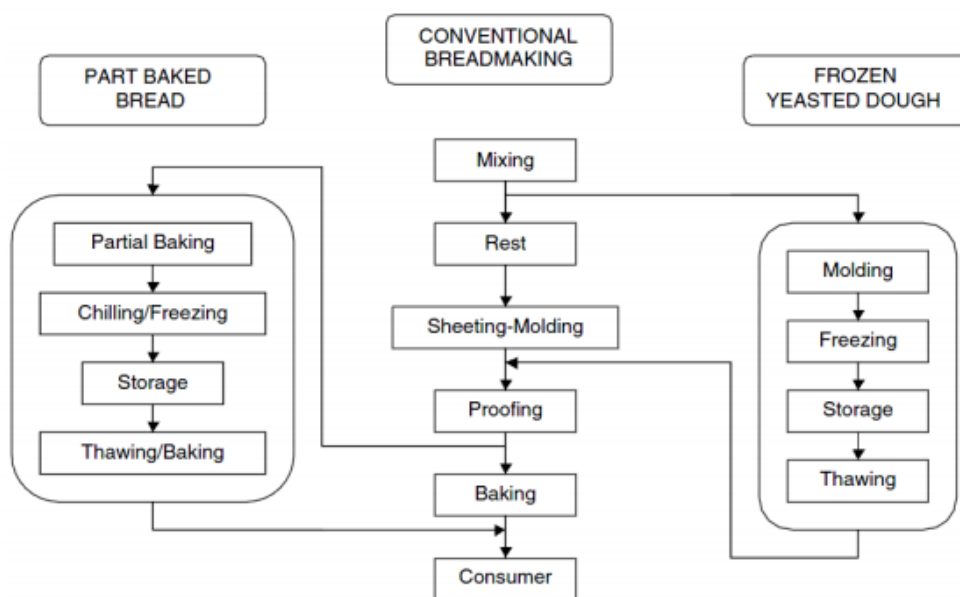 PART BAKED
BREAD
CONVENTIONAL
BREADMAKING
FROZEN
YEASTED DOUGH
Partial Baking
Chilling/Freezing
Storage
Thawing/Baking
Mixing
Rest
Sheeting-Molding
Proofing
Baking
Consumer
Molding
Freezing
Storage
Thawing